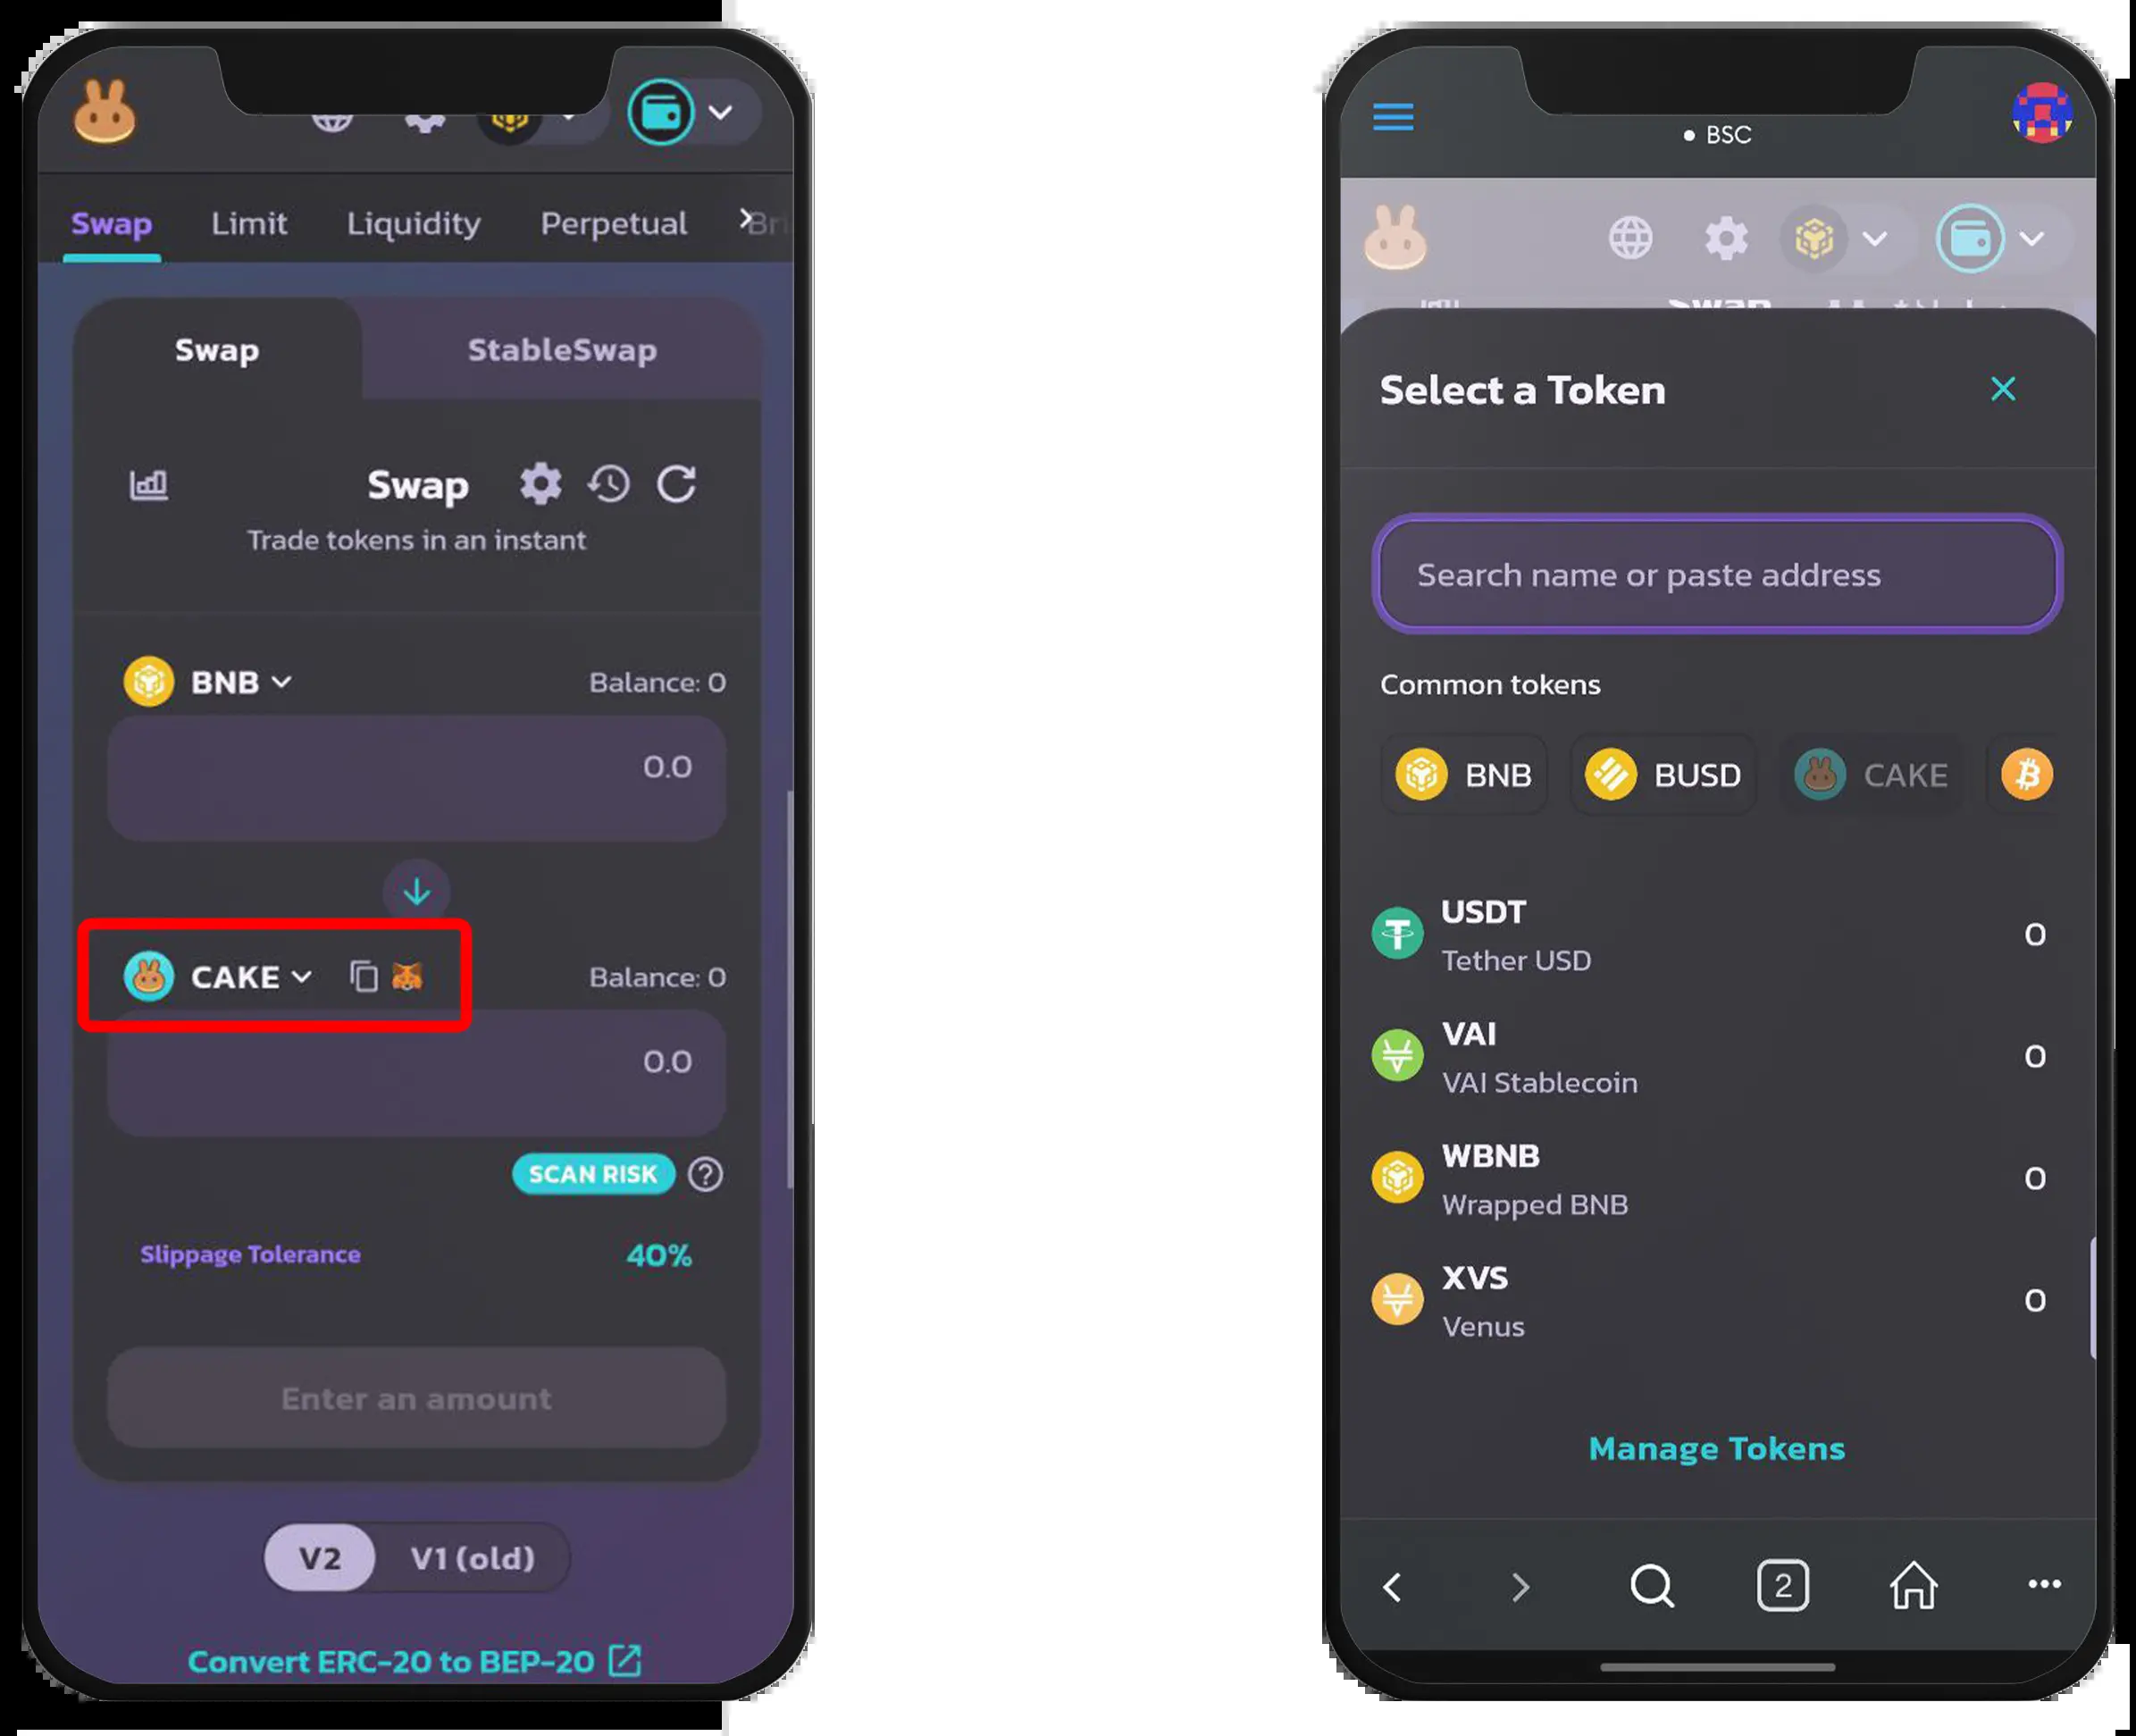 Swap Limit Liquidity Perpetual
Swap StableSwap
Swap
Trade tokens in an instant
BNB Balance: 0
0.0
CAKE Balance: 0
0.0
SCAN RISK ?
Slippage Tolerance 40%
Enter an amount
V2 V1 (old)
Convert ERC-20 to BEP-20
BSC
Swap
Select a Token
Search name or paste address
Common tokens
BNB BUSD CAKE
USDT
Tether USD
0
VAI
VAI Stablecoin
0
WBNB
Wrapped BNB
0
XVS
Venus
0
Manage Tokens
2